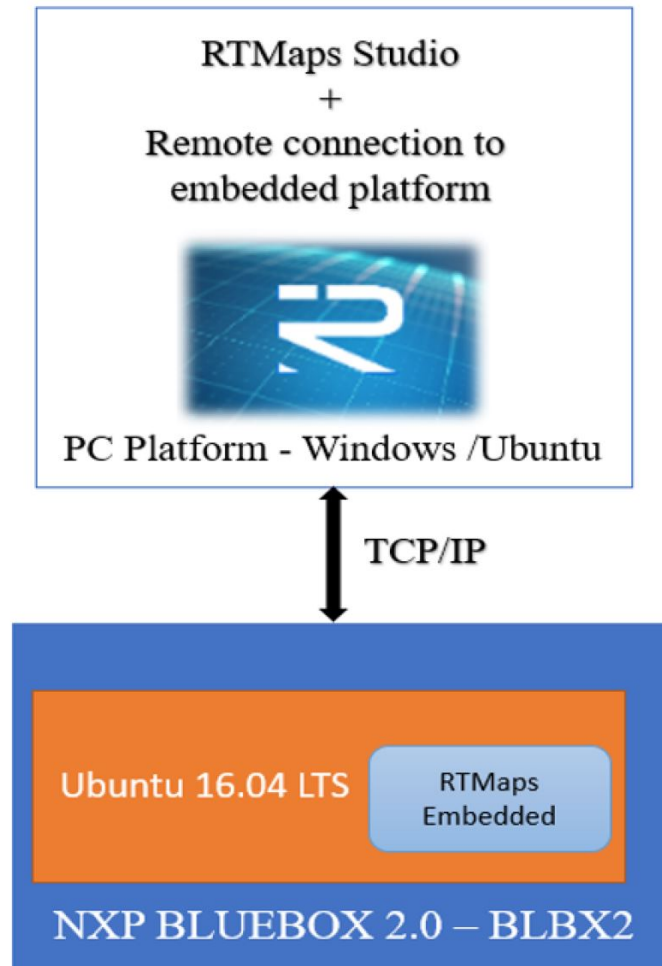 RTMaps Studio
+
Remote connection to
embedded platform
PC Platform - Windows /Ubuntu
TCP/IP
Ubuntu 16.04 LTS
RTMaps
Embedded
NXP BLUEBOX 2.0 – BLBX2